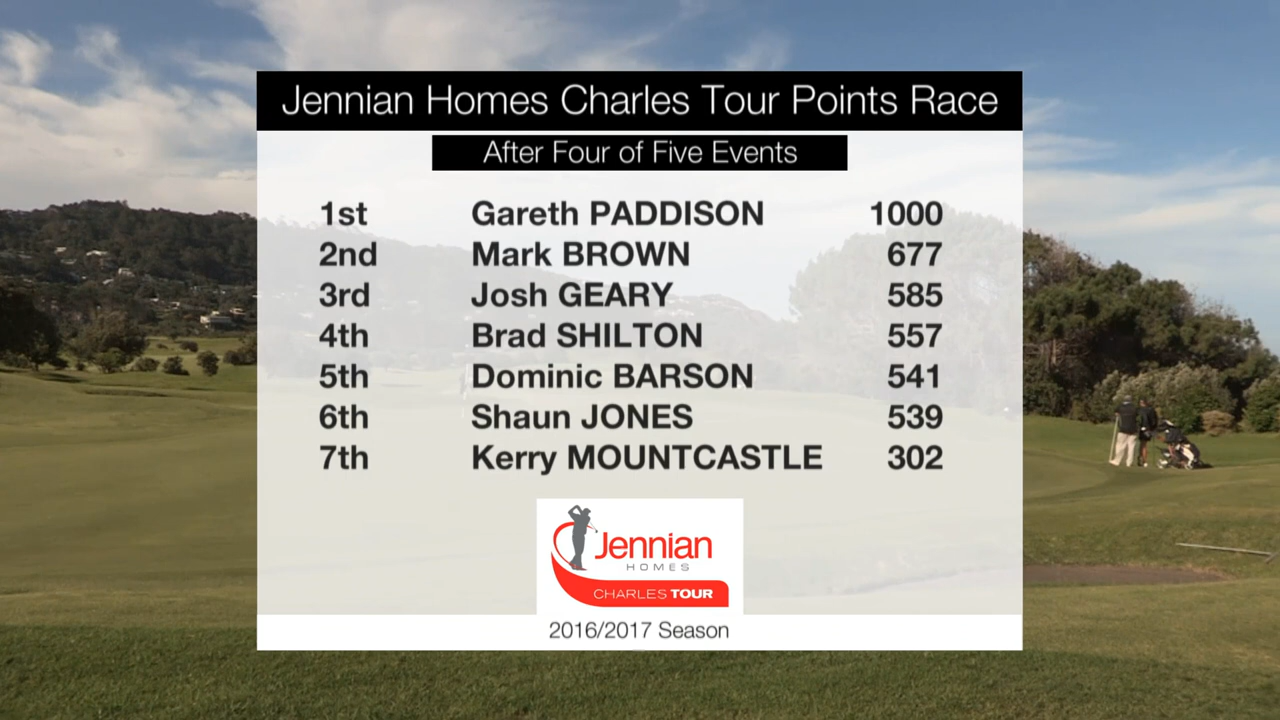 Jennian Homes Charles Tour Points Race
After Four of Five Events
1st Gareth PADDISON 1000
2nd Mark BROWN 677
3rd Josh GEARY 585
4th Brad SHILTON 557
5th Dominic BARSON 541
6th Shaun JONES 539
7th Kerry MOUNTCASTLE 302
Jennian
HOMES
CHARLES TOUR
2016/2017 Season